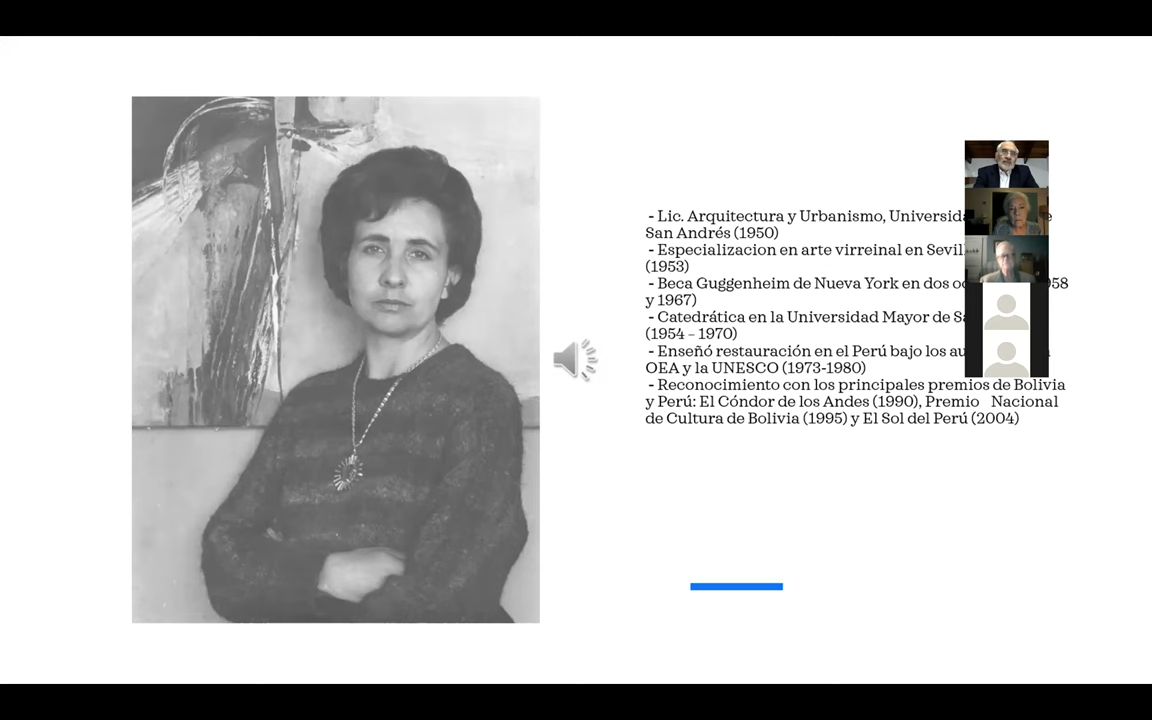 - Lic. Arquitectura y Urbanismo,
San Andrés (1950)
- Especializacion en arte virreinal en
(1953)
- Beca Guggenheim de Nueva York en dos
y 1967)
- Catedrática en la Universidad Mayor de
(1954 - 1970)
- Enseñó restauración en el Perú bajo los
OEA y la UNESCO (1973-1980)
- Reconocimiento con los principales premios de Bolivia
y Perú: El Cóndor de los Andes (1990), Premio Nacional
de Cultura de Bolivia (1995) y El Sol del Perú (2004)